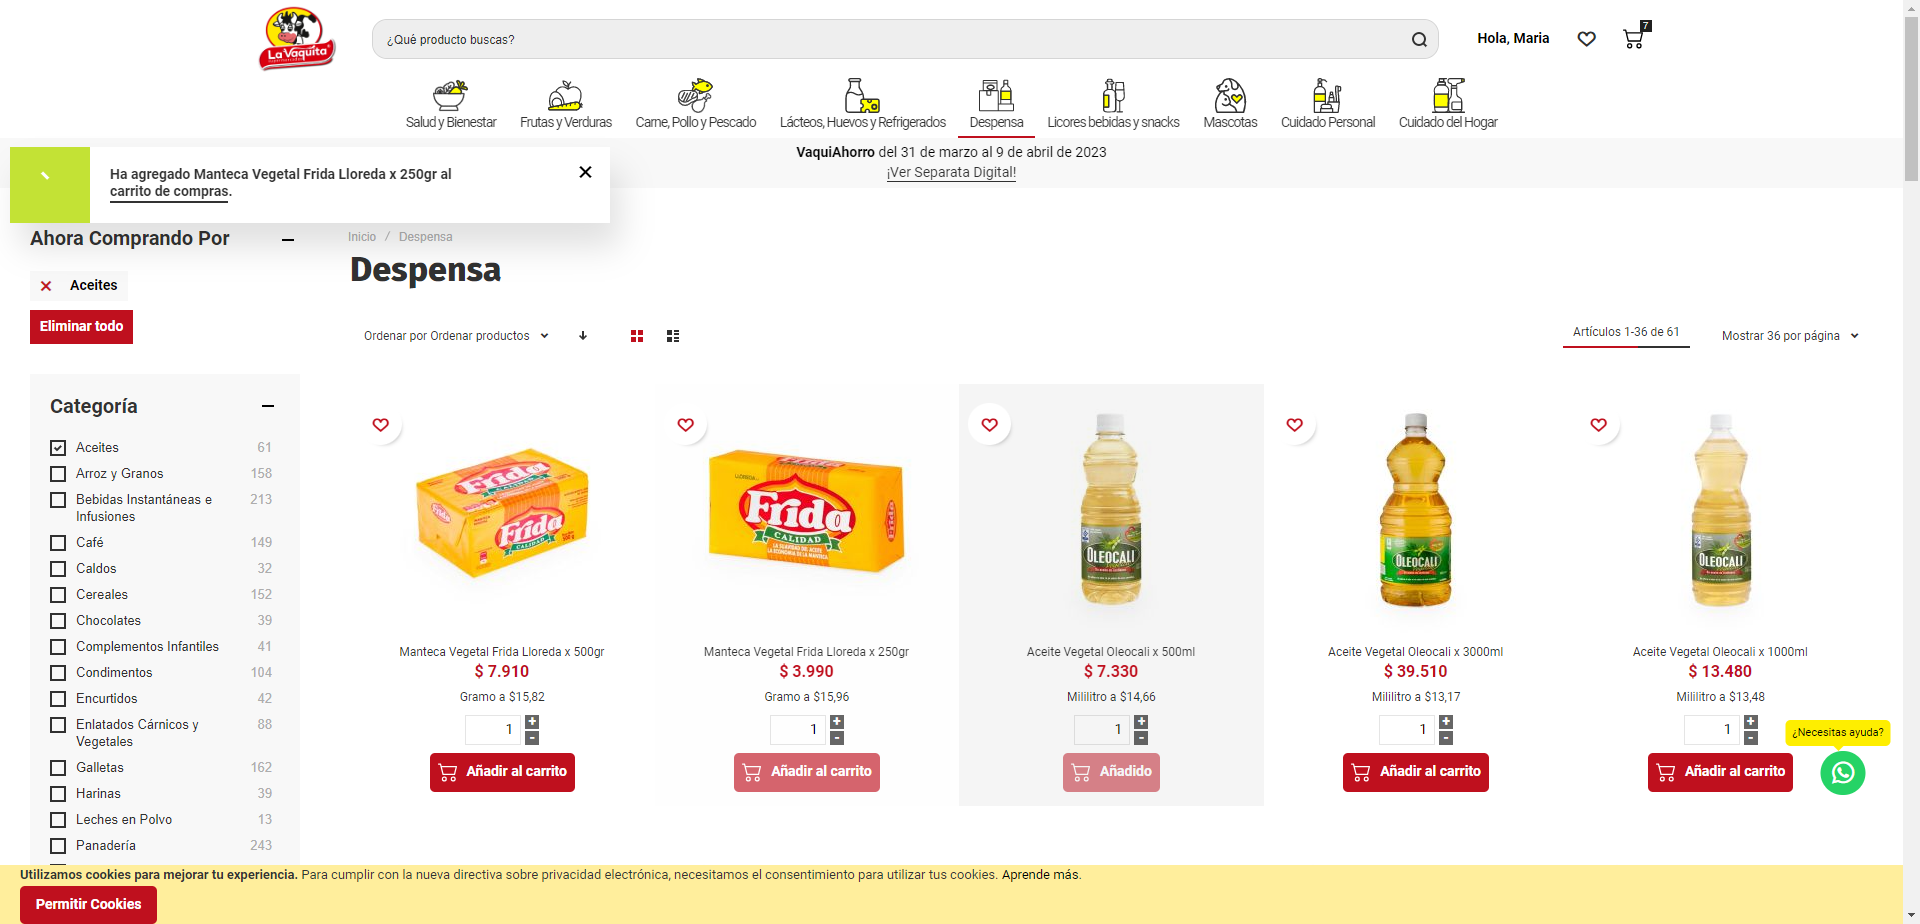 La Vaquita
¿Qué producto buscas?
Hola, Maria
7
Salud y Bienestar
Frutas y Verduras
Carne, Pollo y Pescado
Lácteos, Huevos y Refrigerados
Despensa
Licores bebidas y snacks
Mascotas
Cuidado Personal
Cuidado del Hogar
VaquiAhorro del 31 de marzo al 9 de abril de 2023
¡Ver Separata Digital!
Ha agregado Manteca Vegetal Frida Lloreda x 250gr al
carrito de compras.
Ahora Comprando Por
Aceites
Eliminar todo
Inicio / Despensa
Despensa
Ordenar por Ordenar productos
Artículos 1-36 de 61
Mostrar 36 por página
Categoría
Aceites 61
Arroz y Granos 158
Bebidas Instantáneas e 213
Infusiones
Café 149
Caldos 32
Cereales 152
Chocolates 39
Complementos Infantiles 41
Condimentos 104
Encurtidos 42
Enlatados Cárnicos y 88
Vegetales
Galletas 162
Harinas 39
Leches en Polvo 13
Panadería 243
Frida
Frida
CALIDAD
Frida
CALIDAD
LA SUAVIDAD DEL ACEITE
LA ECONOMIA DE LA MANTECA
OLEOCALI
OLEOCALI
OLEOCALI
Manteca Vegetal Frida Lloreda x 500gr
$ 7.910
Gramo a $15,82
1
+
-
Añadir al carrito
Manteca Vegetal Frida Lloreda x 250gr
$ 3.990
Gramo a $15,96
1
+
-
Añadir al carrito
Aceite Vegetal Oleocali x 500ml
$ 7.330
Mililitro a $14,66
1
+
-
Añadido
Aceite Vegetal Oleocali x 3000ml
$ 39.510
Mililitro a $13,17
1
+
-
Añadir al carrito
Aceite Vegetal Oleocali x 1000ml
$ 13.480
Mililitro a $13,48
1
+
-
Añadir al carrito
¿Necesitas ayuda?
Utilizamos cookies para mejorar tu experiencia. Para cumplir con la nueva directiva sobre privacidad electrónica, necesitamos el consentimiento para utilizar tus cookies. Aprende más.
Permitir Cookies